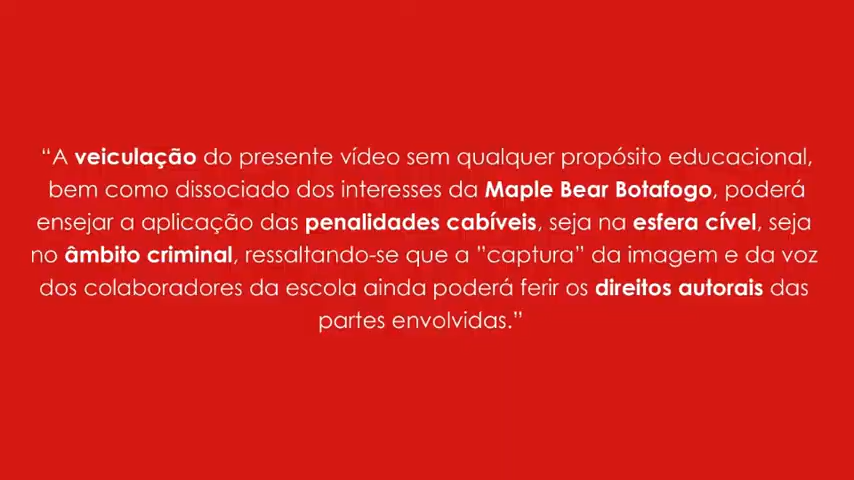 “A veiculação do presente vídeo sem qualquer propósito educacional,
bem como dissociado dos interesses da Maple Bear Botafogo, poderá
ensejar a aplicação das penalidades cabíveis, seja na esfera cível, seja
no âmbito criminal, ressaltando-se que a ”captura” da imagem e da voz
dos colaboradores da escola ainda poderá ferir os direitos autorais das
partes envolvidas.”